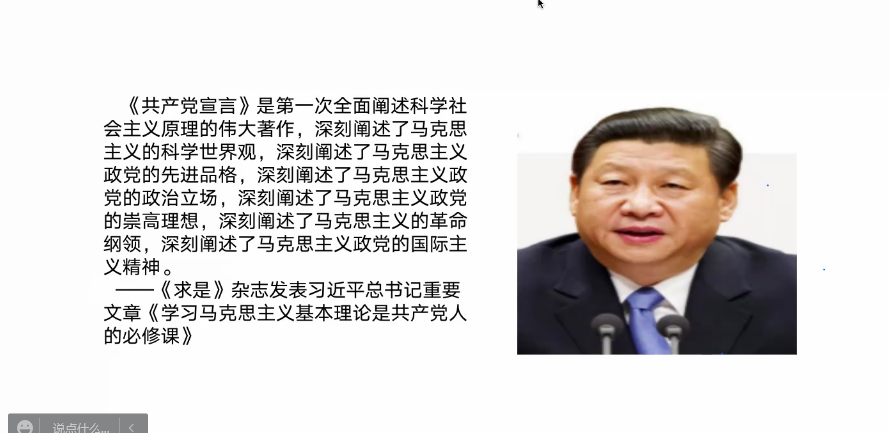 《共产党宣言》是第一次全面阐述科学社
会主义原理的伟大著作，深刻阐述了马克思
主义的科学世界观，深刻阐述了马克思主义
政党的先进品格，深刻阐述了马克思主义政
党的政治立场，深刻阐述了马克思主义政党
的崇高理想，深刻阐述了马克思主义的革命
纲领，深刻阐述了马克思主义政党的国际主
义精神。
——《求是》杂志发表习近平总书记重要
文章《学习马克思主义基本理论是共产党人
的必修课》
说点什么...